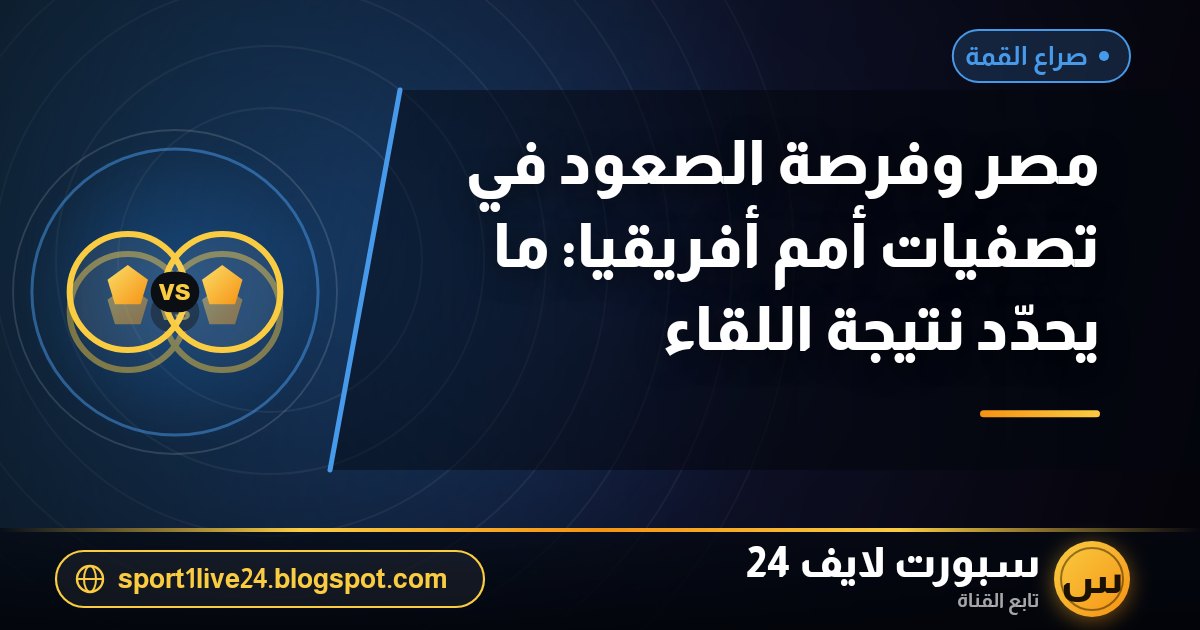 صراع القمة
مصر وفرصة الصعود في
تصفيات أمم أفريقيا: ما
يحدّد نتيجة اللقاء
VS
سبورت لايف 24
تابع القناة
س
sport1live24.blogspot.com